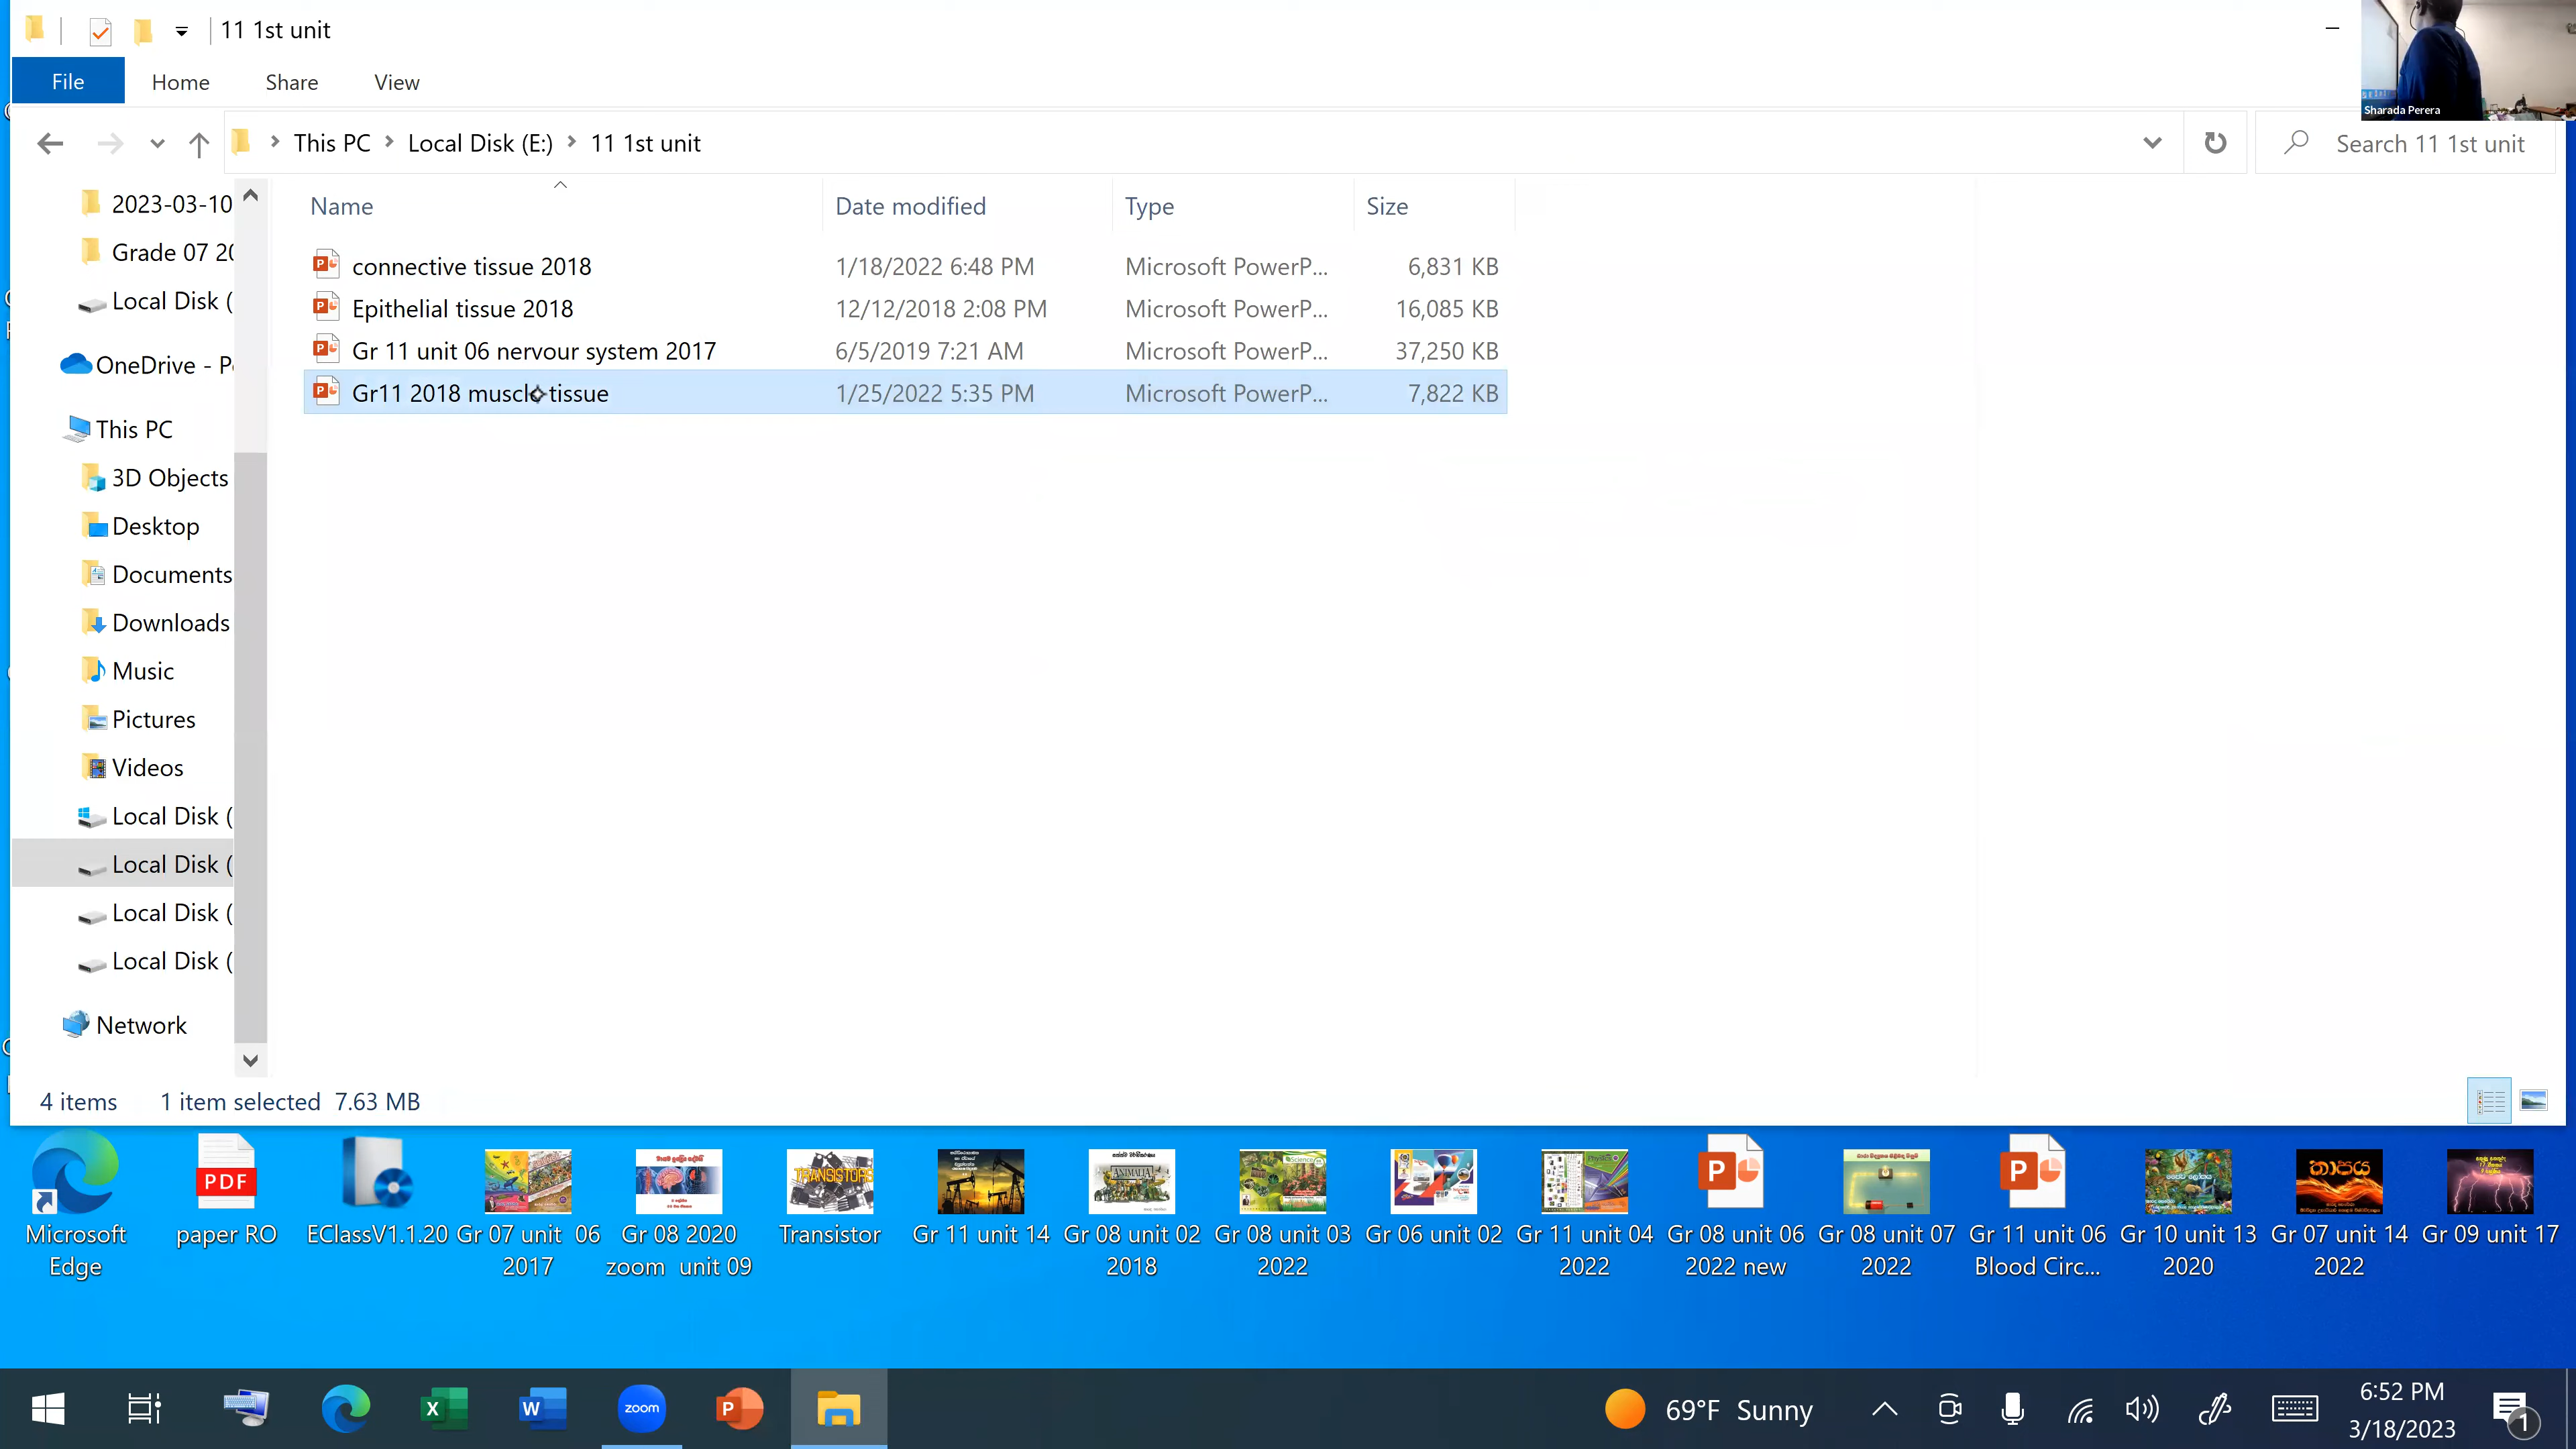 11 1st unit
File Home Share View
Sharada Perera
This PC Local Disk (E:) 11 1st unit
Search 11 1st unit
Name Date modified Type Size
connective tissue 2018 1/18/2022 6:48 PM Microsoft PowerP... 6,831 KB
Epithelial tissue 2018 12/12/2018 2:08 PM Microsoft PowerP... 16,085 KB
Gr 11 unit 06 nervour system 2017 6/5/2019 7:21 AM Microsoft PowerP... 37,250 KB
Gr11 2018 muscle tissue 1/25/2022 5:35 PM Microsoft PowerP... 7,822 KB
2023-03-10
Grade 07 20
Local Disk (
OneDrive - Pe
This PC
3D Objects
Desktop
Documents
Downloads
Music
Pictures
Videos
Local Disk (
Local Disk (
Local Disk (
Local Disk (
Network
4 items 1 item selected 7.63 MB
PDF
TRANSISTORS
ANIMALIA
Science
තාපය
Microsoft Edge
paper RO
EClassV1.1.20
Gr 07 unit 06 2017
Gr 08 2020 zoom unit 09
Transistor
Gr 11 unit 14
Gr 08 unit 02 2018
Gr 08 unit 03 2022
Gr 06 unit 02
Gr 11 unit 04 2022
Gr 08 unit 06 2022 new
Gr 08 unit 07 2022
Gr 11 unit 06 Blood Circ...
Gr 10 unit 13 2020
Gr 07 unit 14 2022
Gr 09 unit 17
zoom
69°F Sunny
6:52 PM
3/18/2023
1